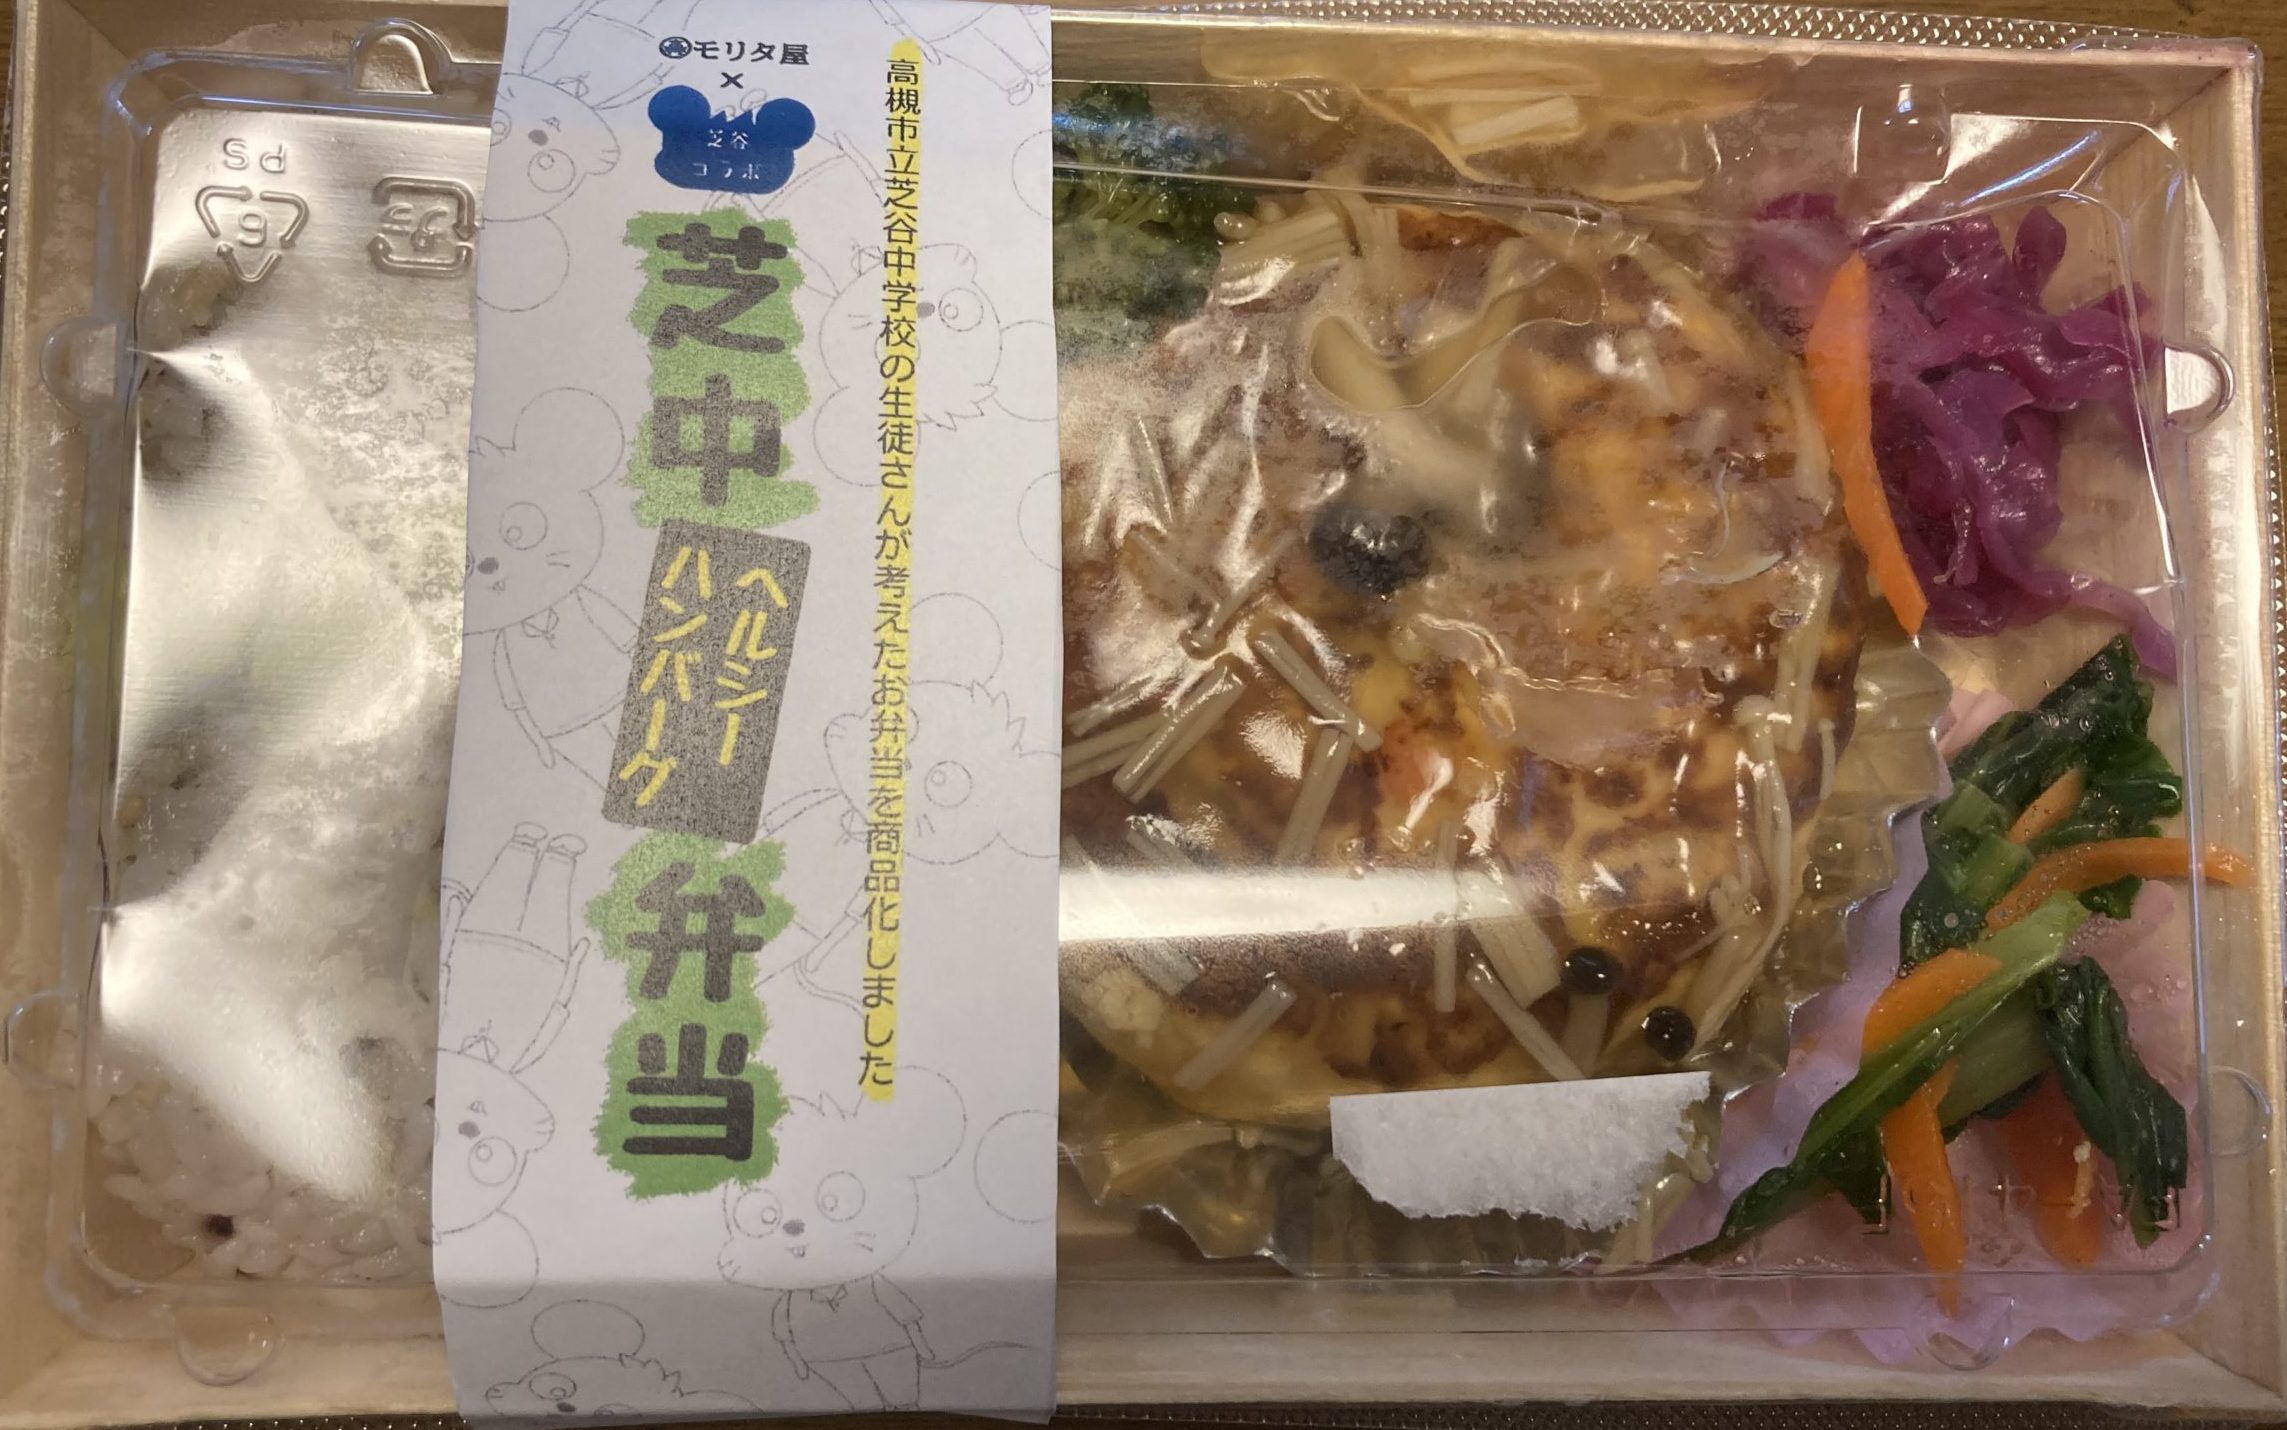 モリタ屋
×
芝谷
コラボ
高槻市立芝谷中学校の生徒さんが考えたお弁当を商品化しました
芝中
ヘルシー
ハンバーグ
弁当
PS
6